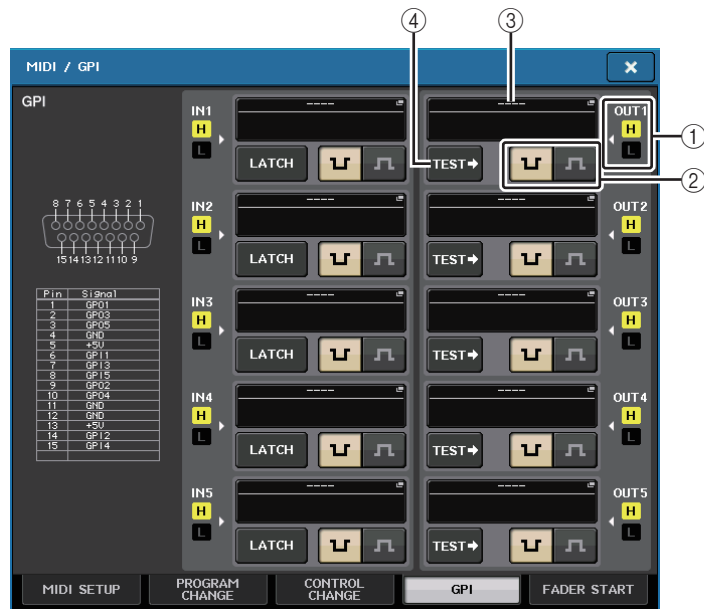 ④ ③
MIDI / GPI ×
GPI
IN1 H L ---- LATCH
---- TEST OUT1 H L ①
②
IN2 H L ---- LATCH
---- TEST OUT2 H L
IN3 H L ---- LATCH
---- TEST OUT3 H L
IN4 H L ---- LATCH
---- TEST OUT4 H L
IN5 H L ---- LATCH
---- TEST OUT5 H L
8 7 6 5 4 3 2 1
15 14 13 12 11 10 9
Pin Signal
1 GPO1
2 GPO3
3 GPO5
4 GND
5 +5V
6 GPI1
7 GPI3
8 GPI5
9 GPO2
10 GPO4
11 GND
12 GND
13 +5V
14 GPI2
15 GPI4
MIDI SETUP
PROGRAM
CHANGE
CONTROL
CHANGE
GPI
FADER START